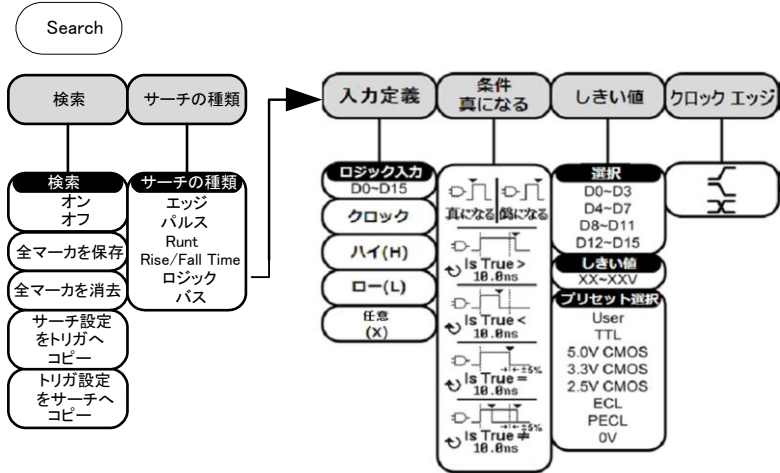 Search
検索
サーチの種類
入力定義
条件
真になる
しきい値
クロック エッジ
検索
オン
オフ
全マーカを保存
全マーカを消去
サーチ設定
をトリガへ
コピー
トリガ設定
をサーチへ
コピー
サーチの種類
エッジ
パルス
Runt
Rise/Fall Time
ロジック
バス
ロジック入力
D0~D15
クロック
ハイ(H)
ロー(L)
任意
(X)
真になる 偽になる
Is True >
10.0ns
Is True <
10.0ns
±5%
Is True =
10.0ns
±5%
Is True ≠
10.0ns
選択
D0~D3
D4~D7
D8~D11
D12~D15
しきい値
XX~XXV
プリセット選択
User
TTL
5.0V CMOS
3.3V CMOS
2.5V CMOS
ECL
PECL
0V